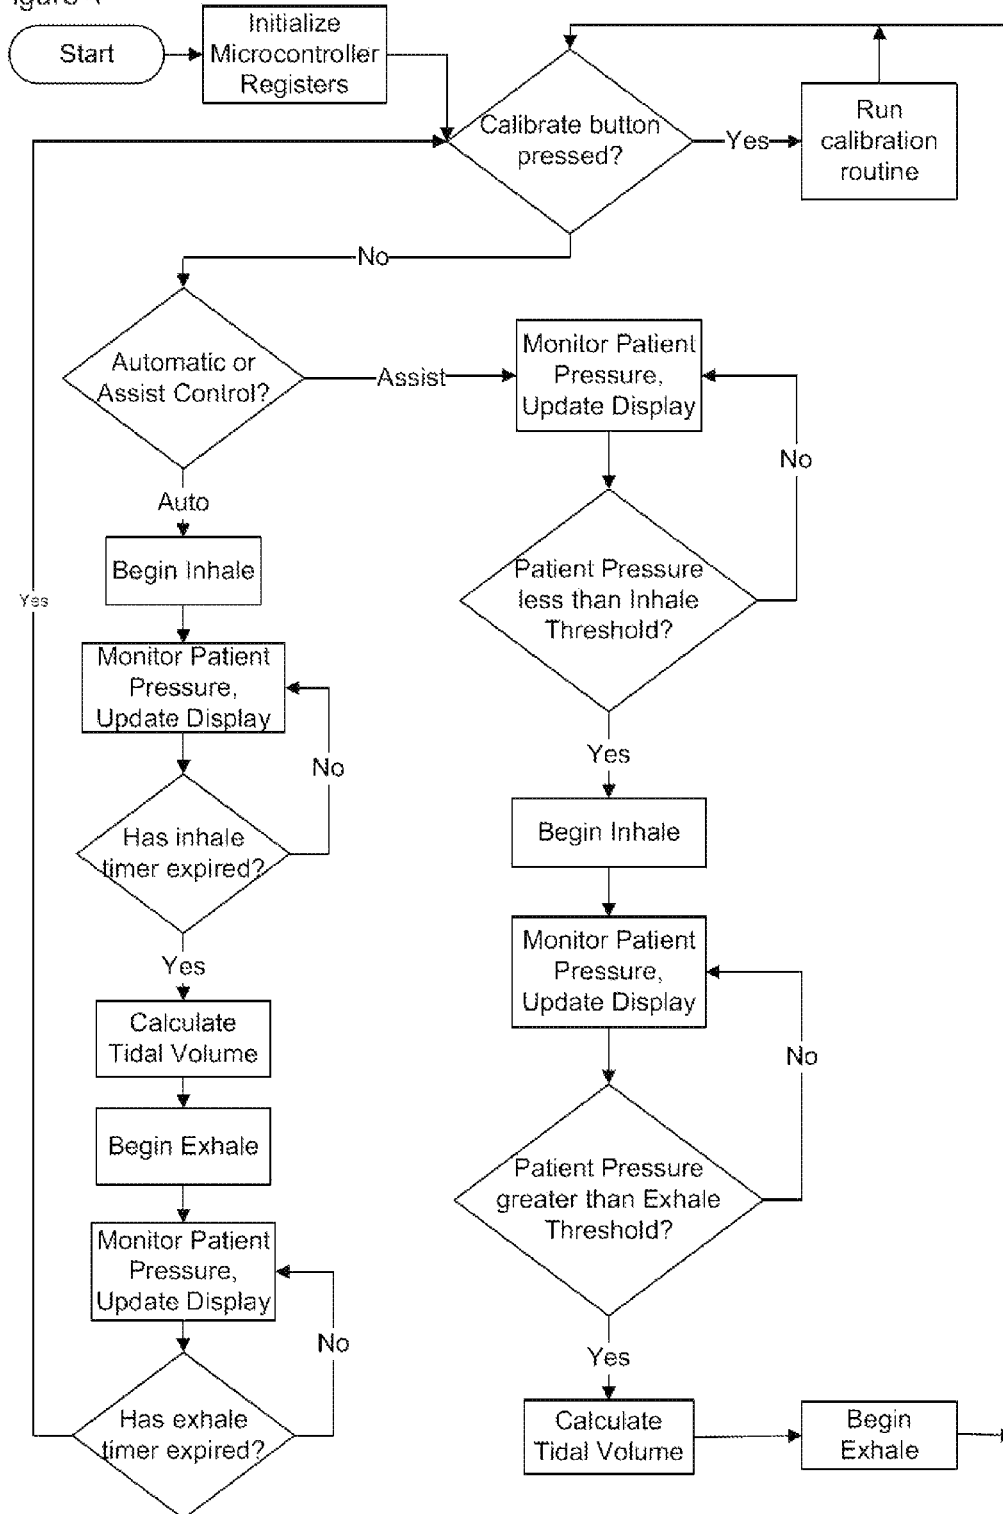 Start
Initialize
Microcontroller
Registers
Calibrate button
pressed?
Yes
Run
calibration
routine
No
Automatic or
Assist Control?
Assist
Monitor Patient
Pressure,
Update Display
No
Auto
Begin Inhale
Patient Pressure
less than Inhale
Threshold?
Yes
Monitor Patient
Pressure,
Update Display
No
Yes
Has inhale
timer expired?
Begin Inhale
Yes
Monitor Patient
Pressure,
Update Display
No
Calculate
Tidal Volume
Begin Exhale
Patient Pressure
greater than Exhale
Threshold?
Monitor Patient
Pressure,
Update Display
No
Yes
Has exhale
timer expired?
Calculate
Tidal Volume
Begin
Exhale